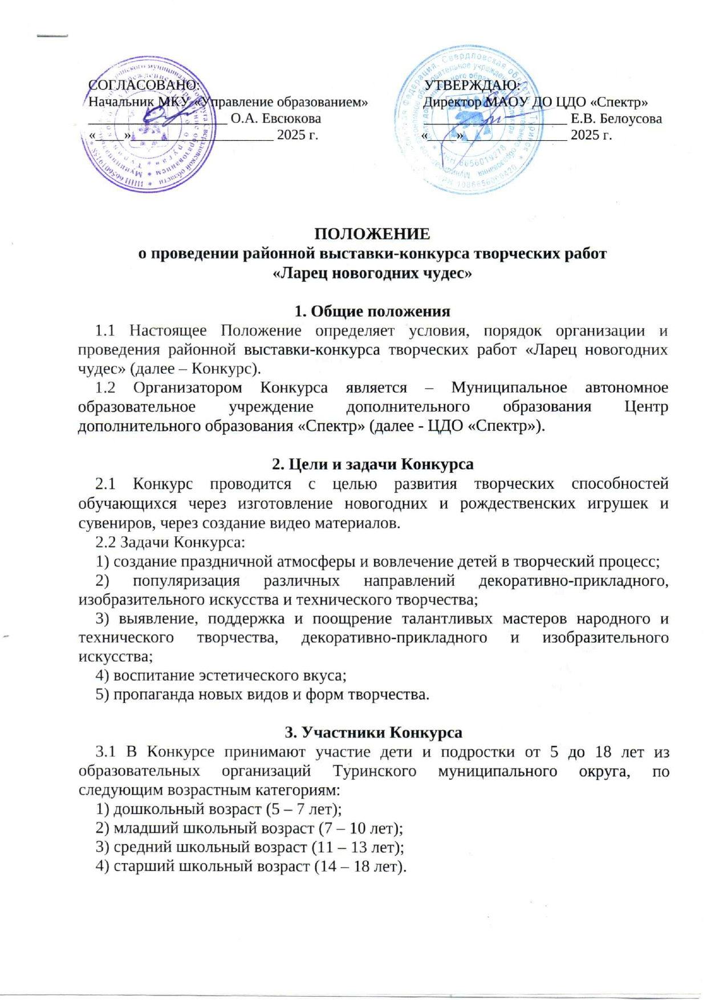 СОГЛАСОВАНО:
Начальник МКУ «Управление образованием»
____________________ О.А. Евсюкова
«____»____________________ 2025 г.
УТВЕРЖДАЮ:
Директор МАОУ ДО ЦДО «Спектр»
____________________ Е.В. Белоусова
«____»_______________ 2025 г.
ПОЛОЖЕНИЕ
о проведении районной выставки-конкурса творческих работ
«Ларец новогодних чудес»
1. Общие положения
1.1 Настоящее Положение определяет условия, порядок организации и
проведения районной выставки-конкурса творческих работ «Ларец новогодних
чудес» (далее – Конкурс).
1.2 Организатором Конкурса является – Муниципальное автономное
образовательное учреждение дополнительного образования Центр
дополнительного образования «Спектр» (далее - ЦДО «Спектр»).
2. Цели и задачи Конкурса
2.1 Конкурс проводится с целью развития творческих способностей
обучающихся через изготовление новогодних и рождественских игрушек и
сувениров, через создание видео материалов.
2.2 Задачи Конкурса:
1) создание праздничной атмосферы и вовлечение детей в творческий процесс;
2) популяризация различных направлений декоративно-прикладного,
изобразительного искусства и технического творчества;
3) выявление, поддержка и поощрение талантливых мастеров народного и
технического творчества, декоративно-прикладного и изобразительного
искусства;
4) воспитание эстетического вкуса;
5) пропаганда новых видов и форм творчества.
3. Участники Конкурса
3.1 В Конкурсе принимают участие дети и подростки от 5 до 18 лет из
образовательных организаций Туринского муниципального округа, по
следующим возрастным категориям:
1) дошкольный возраст (5 – 7 лет);
2) младший школьный возраст (7 – 10 лет);
3) средний школьный возраст (11 – 13 лет);
4) старший школьный возраст (14 – 18 лет).